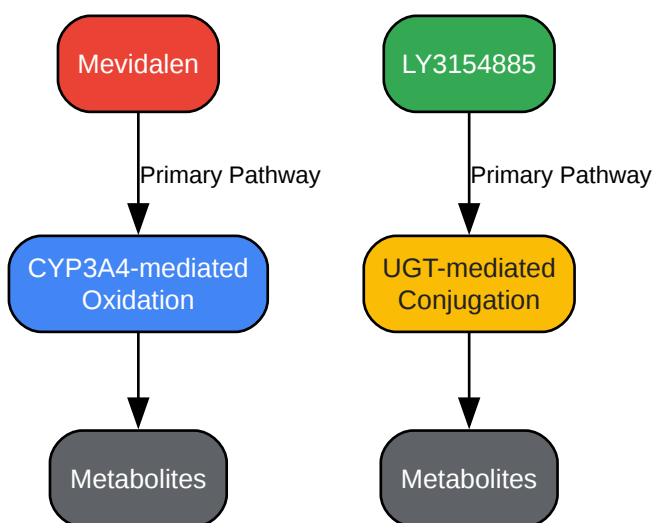 Mevidalen
LY3154885
Primary Pathway
Primary Pathway
CYP3A4-mediated
Oxidation
UGT-mediated
Conjugation
Metabolites
Metabolites